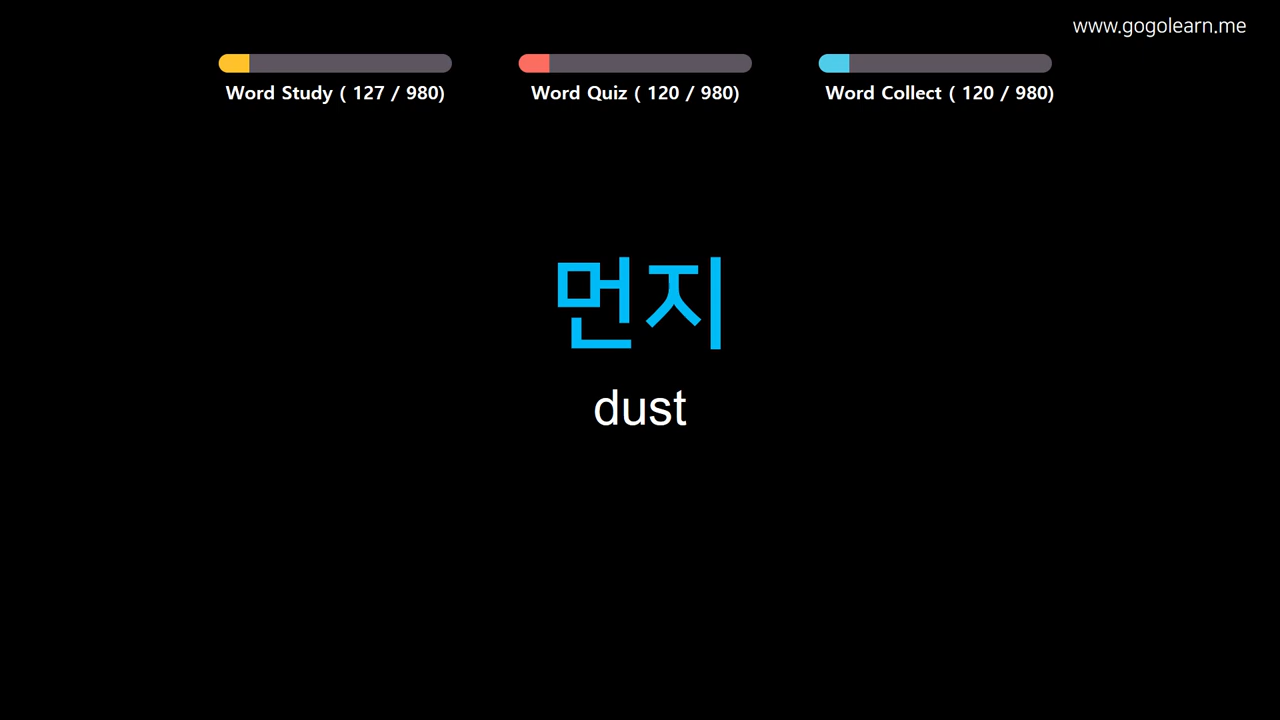 www.gogolearn.me
Word Study ( 127 / 980)
Word Quiz ( 120 / 980)
Word Collect ( 120 / 980)
먼지
dust